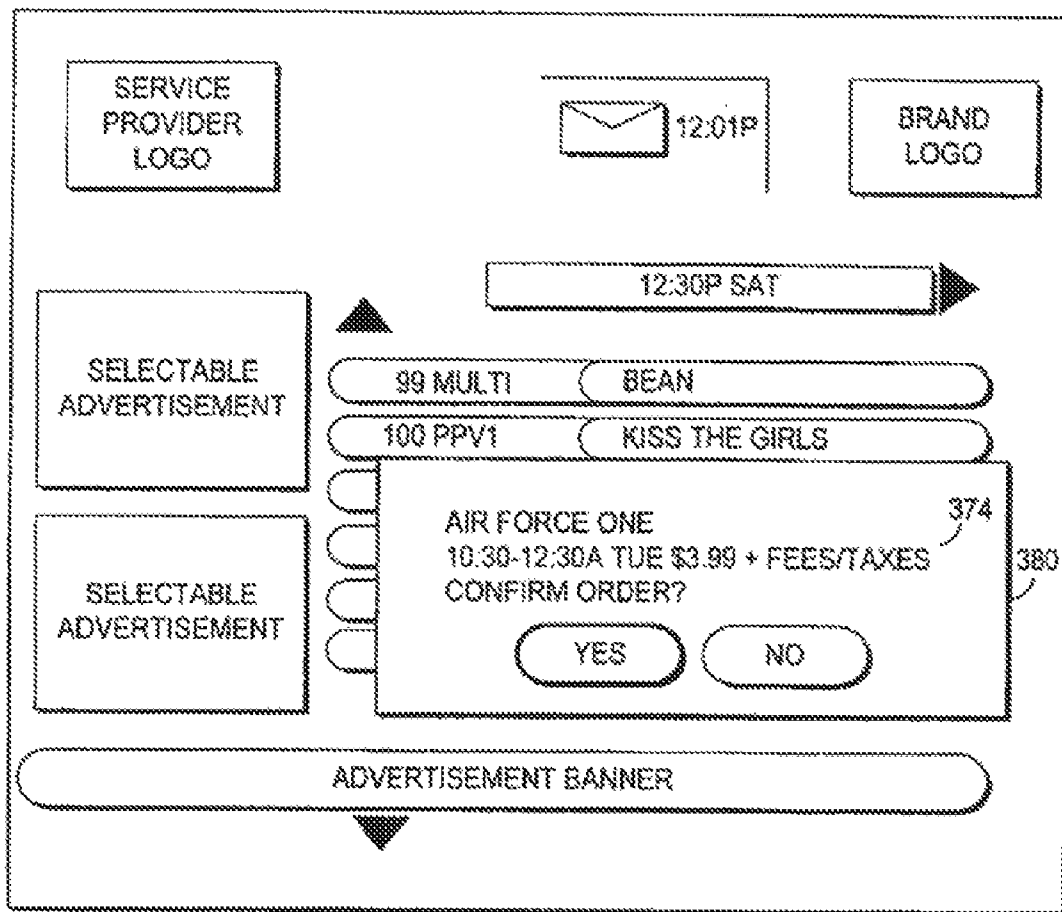 SERVICE
PROVIDER
LOGO
12:01P
BRAND
LOGO
12:30P SAT
SELECTABLE
ADVERTISEMENT
99 MULTI
BEAN
100 PPV1
KISS THE GIRLS
AIR FORCE ONE
374
10:30-12:30A TUE $3.99 + FEES/TAXES
380
CONFIRM ORDER?
YES
NO
SELECTABLE
ADVERTISEMENT
ADVERTISEMENT BANNER